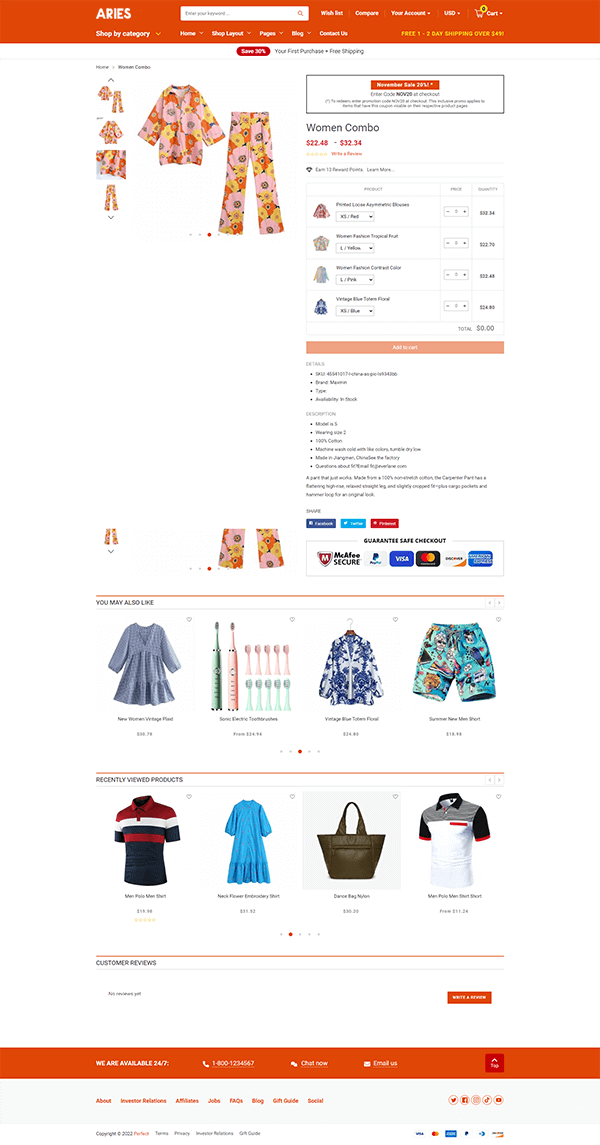 ARIES
Enter your keyword...
Wish list
Compare
Your Account
USD
0
Cart
Shop by category
Home
Shop Layout
Pages
Blog
Contact Us
FREE 1 - 2 DAY SHIPPING OVER $49!
Save 30% Your First Purchase + Free Shipping
Home > Women Combo
November Sale 20%! *
Enter Code NOV20 at checkout
(*) To redeem, enter promotion code NOV20 at checkout. This exclusive promo applies to
items that have this coupon visible on their respective product pages
Women Combo
$22.48 - $32.34
Write a Review
Earn 13 Reward Points. Learn More...
PRODUCT PRICE QUANTITY
Printed Loose Asymmetric Blouses
XS / Red
− 0 + $32.34
Women Fashion Tropical Fruit
L / Yellow
− 0 + $22.70
Women Fashion Contrast Color
L / Pink
− 0 + $22.48
Vintage Blue Totem Floral
XS / Blue
− 0 + $24.80
TOTAL $0.00
Add to cart
DETAILS
Brand: Maxmin
Type:
Availability: In Stock
DESCRIPTION
Model is S
Wearing size 2
100% Cotton
Machine wash cold with like colors, tumble dry low
Made in Jiangmen, ChinaSee the factory
Questions about fit?Email fit@everlane.com
A pant that just works. Made from a 100% non-stretch cotton, the Carpenter Pant has a
flattering high-rise, relaxed straight leg, and slightly cropped fit—plus cargo pockets and
hammer loop for an original look.
SHARE
Facebook
Twitter
Pinterest
GUARANTEE SAFE CHECKOUT
McAfee
SECURE
PayPal
VISA
mastercard
DISCOVER
AMERICAN
EXPRESS
YOU MAY ALSO LIKE
New Women Vintage Plaid
$30.78
Sonic Electric Toothbrushes
From $24.94
Vintage Blue Totem Floral
$24.80
Summer New Men Short
$18.98
RECENTLY VIEWED PRODUCTS
Men Polo Men Shirt
$19.98
Neck Flower Embroidery Shirt
$31.52
Dance Bag Nylon
$30.20
Men Polo Men Shirt Short
From $11.24
CUSTOMER REVIEWS
No reviews yet
WRITE A REVIEW
WE ARE AVAILABLE 24/7:
1-800-1234567
Chat now
Email us
Top
About
Investor Relations
Affiliates
Jobs
FAQs
Blog
Gift Guide
Social
Copyright © 2022 Perfect
Terms
Privacy
Investor Relations
Gift Guide
VISA